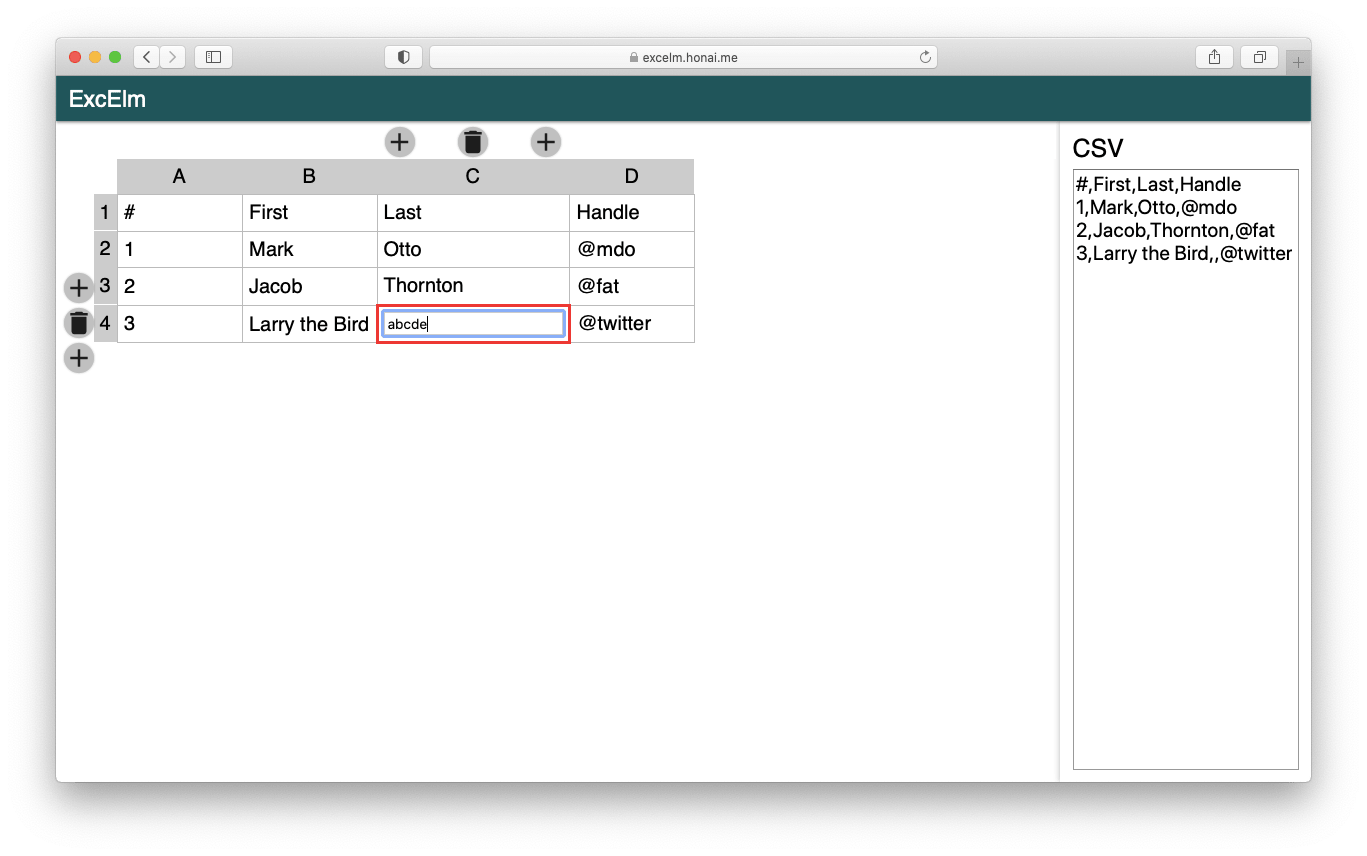 excelm.honai.me
ExcElm
A B C D
1 # First Last Handle
2 1 Mark Otto @mdo
3 2 Jacob Thornton @fat
4 3 Larry the Bird abcde @twitter
CSV
#,First,Last,Handle
1,Mark,Otto,@mdo
2,Jacob,Thornton,@fat
3,Larry the Bird,,@twitter